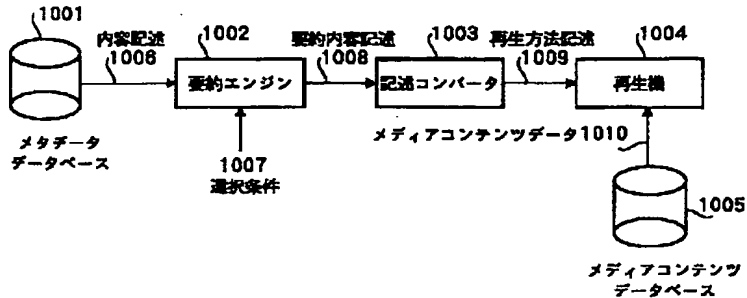 1001
内容記述
1006
1002
要約内容記述
1008
1003
再生方法記述
1009
1004
要約エンジン
記述コンバータ
再生機
メタデータ
データベース
1007
選択条件
メディアコンテンツデータ1010
1005
メディアコンテンツ
データベース